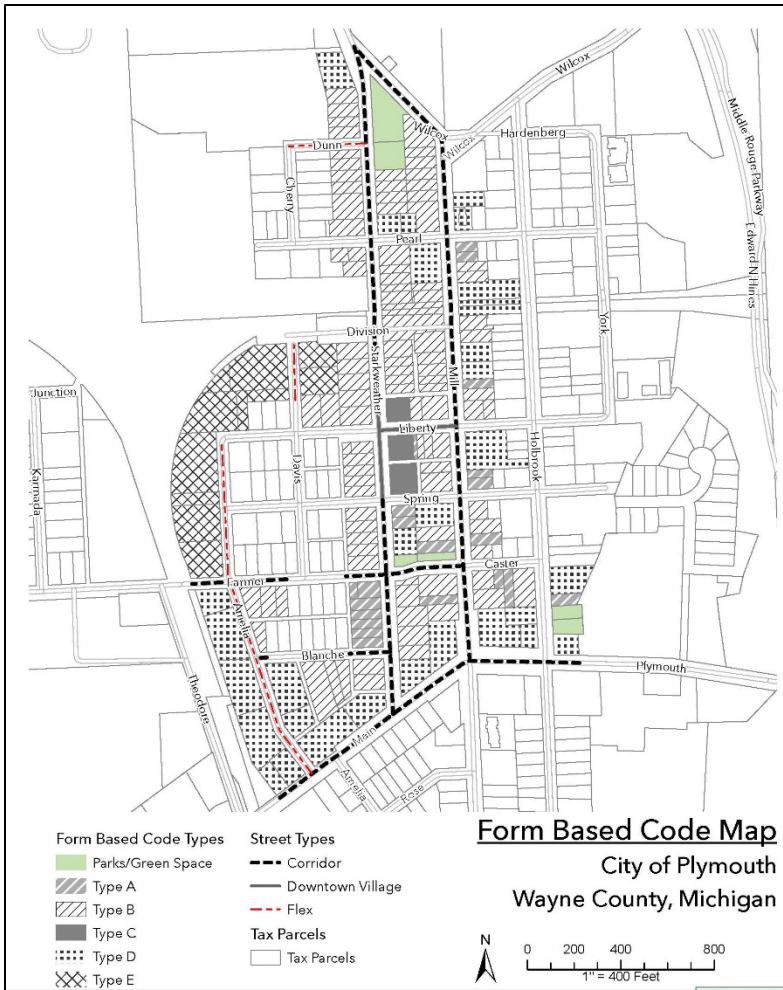 Wilcox
Wilcox
Wilcox
Hardenberg
Dunn
Cherry
Middle Rouge Parkway
Pearl
Edward N Hines
York
Division
Starkweather
Mill
Junction
Liberty
Karmada
Davis
Holbrook
Spring
Farmer
Caster
Amelia
Blanche
Plymouth
Theodore
Main
Amelia
Rose
Form Based Code Map
City of Plymouth
Wayne County, Michigan
Form Based Code Types
Parks/Green Space
Type A
Type B
Type C
Type D
Type E
Street Types
Corridor
Downtown Village
Flex
Tax Parcels
Tax Parcels
N
0 200 400 800
1" = 400 Feet